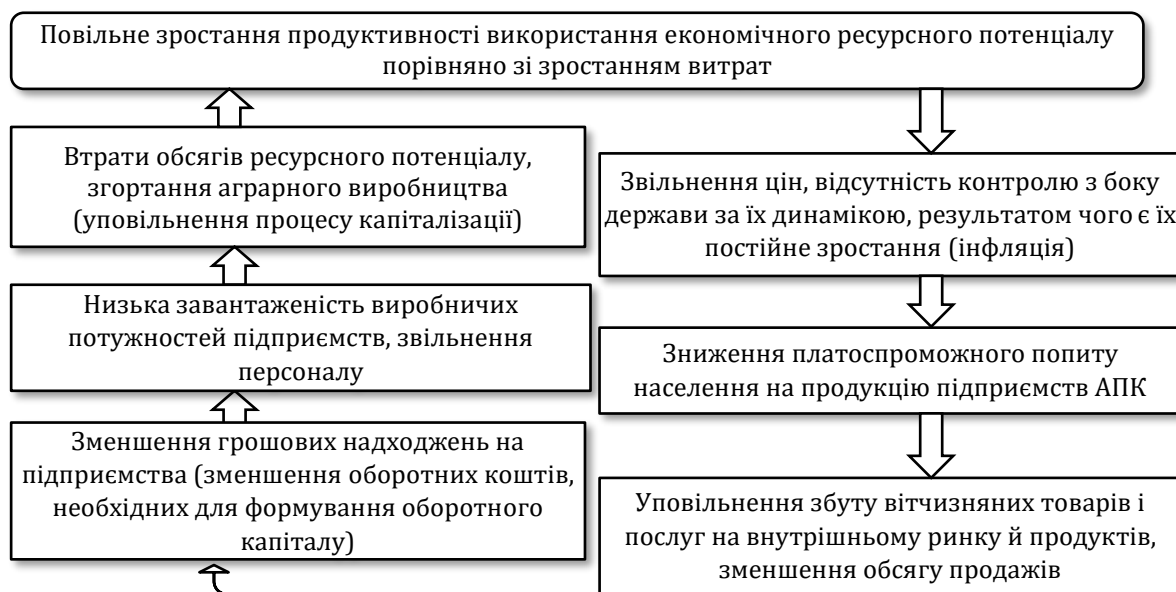 Повільне зростання продуктивності використання економічного ресурсного потенціалу
порівняно зі зростанням витрат
Втрати обсягів ресурсного потенціалу,
згортання аграрного виробництва
(уповільнення процесу капіталізації)
Звільнення цін, відсутність контролю з боку
держави за їх динамікою, результатом чого є їх
постійне зростання (інфляція)
Низька завантаженість виробничих
потужностей підприємств, звільнення
персоналу
Зниження платоспроможного попиту
населення на продукцію підприємств АПК
Зменшення грошових надходжень на
підприємства (зменшення оборотних коштів,
необхідних для формування оборотного
капіталу)
Уповільнення збуту вітчизняних товарів і
послуг на внутрішньому ринку й продуктів,
зменшення обсягу продажів